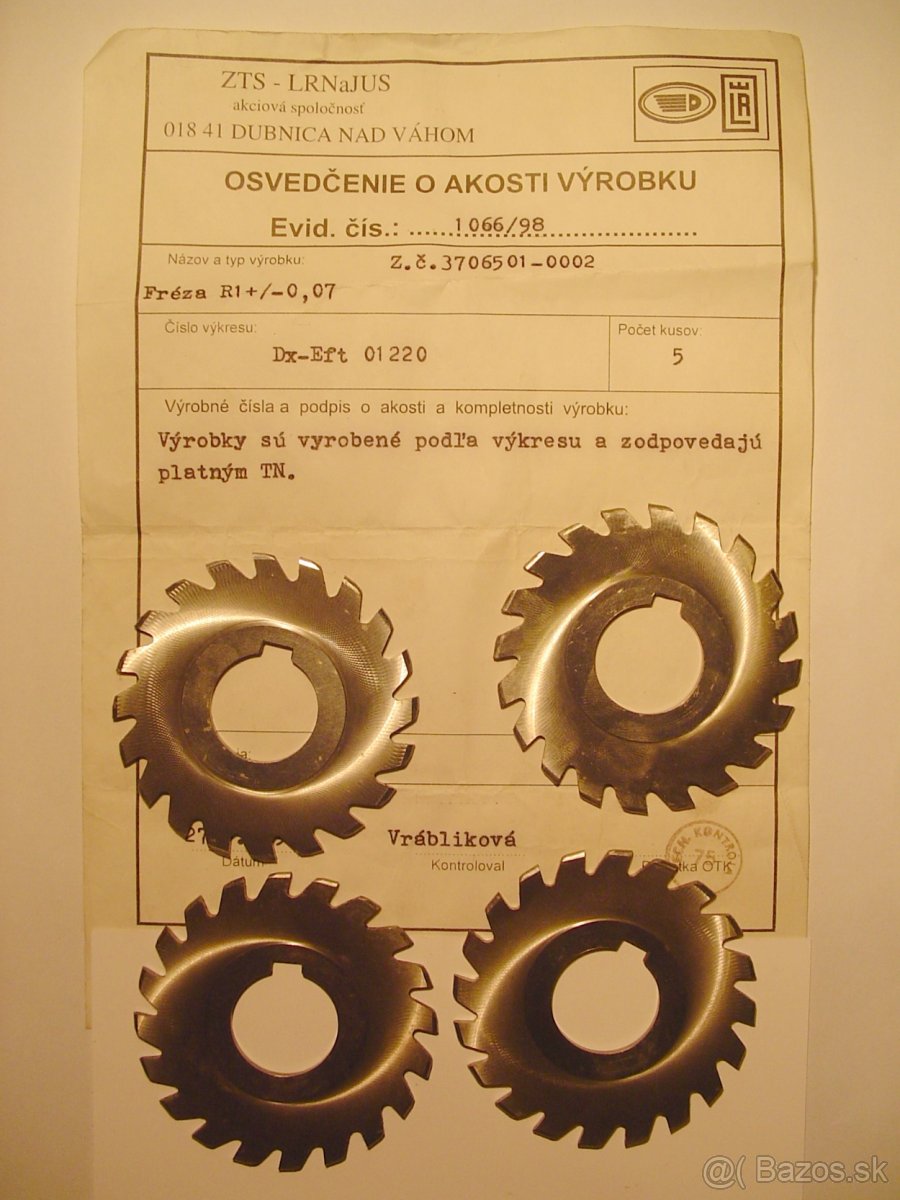 ZTS - LRNaJUS
akciová spoločnosť
018 41 DUBNICA NAD VÁHOM
D LR
OSVEDČENIE O AKOSTI VÝROBKU
Evid. čís.: ......1066/98......................
Názov a typ výrobku: Z.č.3706501-0002
Fréza R1+/-0,07
Číslo výkresu: Počet kusov:
Dx-Eft 01220 5
Výrobné čísla a podpis o akosti a kompletnosti výrobku:
Výrobky sú vyrobené podľa výkresu a zodpovedajú
platným TN.
Vrábliková
Dátum Kontroloval OTK
KONTROLA
@( Bazos.sk